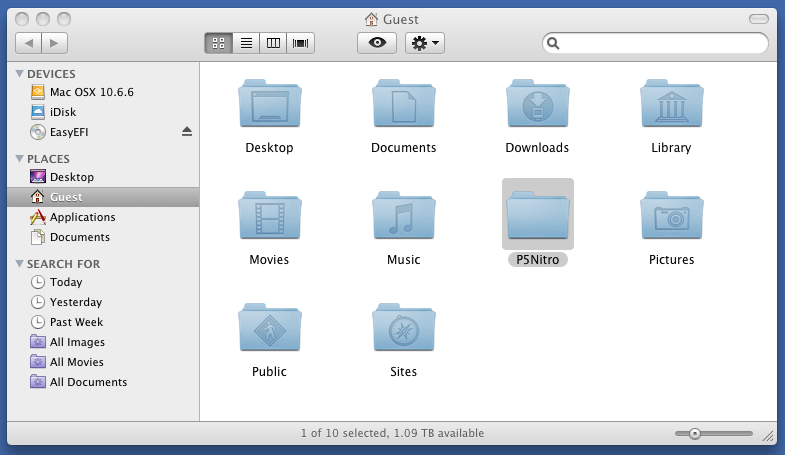 Guest
DEVICES
Mac OSX 10.6.6
iDisk
EasyEFI
PLACES
Desktop
Guest
Applications
Documents
SEARCH FOR
Today
Yesterday
Past Week
All Images
All Movies
All Documents
Desktop Documents Downloads Library
Movies Music P5Nitro Pictures
Public Sites
1 of 10 selected, 1.09 TB available